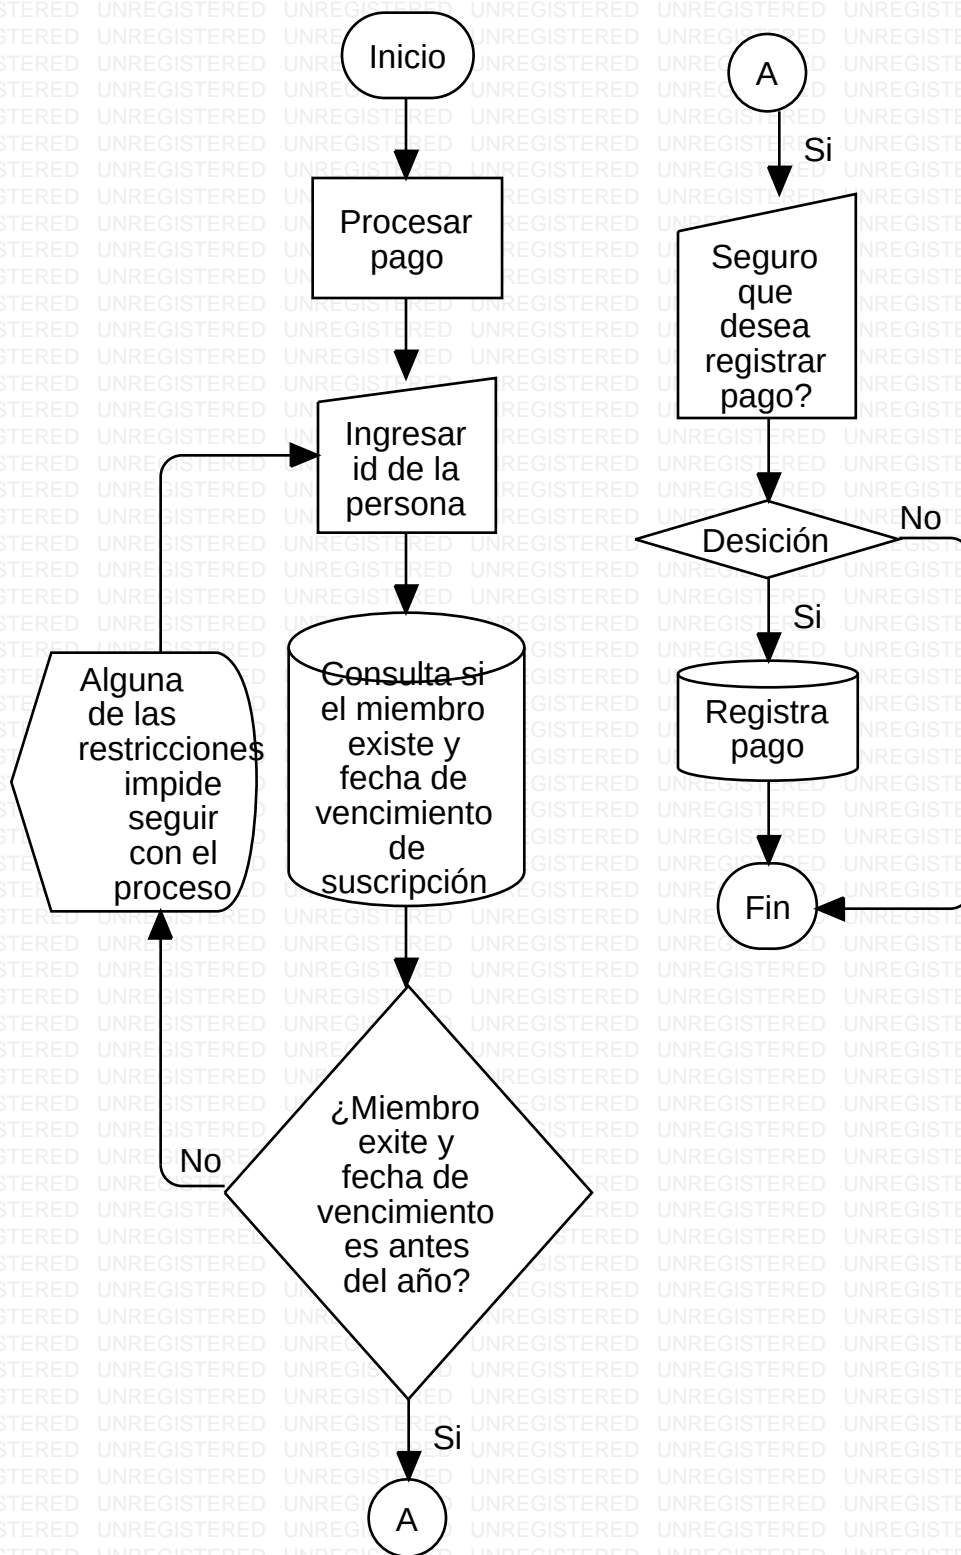 Inicio
Procesar
pago
Ingresar
id de la
persona
Consulta si
el miembro
existe y
fecha de
vencimiento
de
suscripción
Alguna
de las
restricciones
impide
seguir
con el
proceso
¿Miembro
exite y
fecha de
vencimiento
es antes
del año?
No
Si
A
A
Si
Seguro
que
desea
registrar
pago?
Desición
No
Si
Registra
pago
Fin
UNREGISTERED